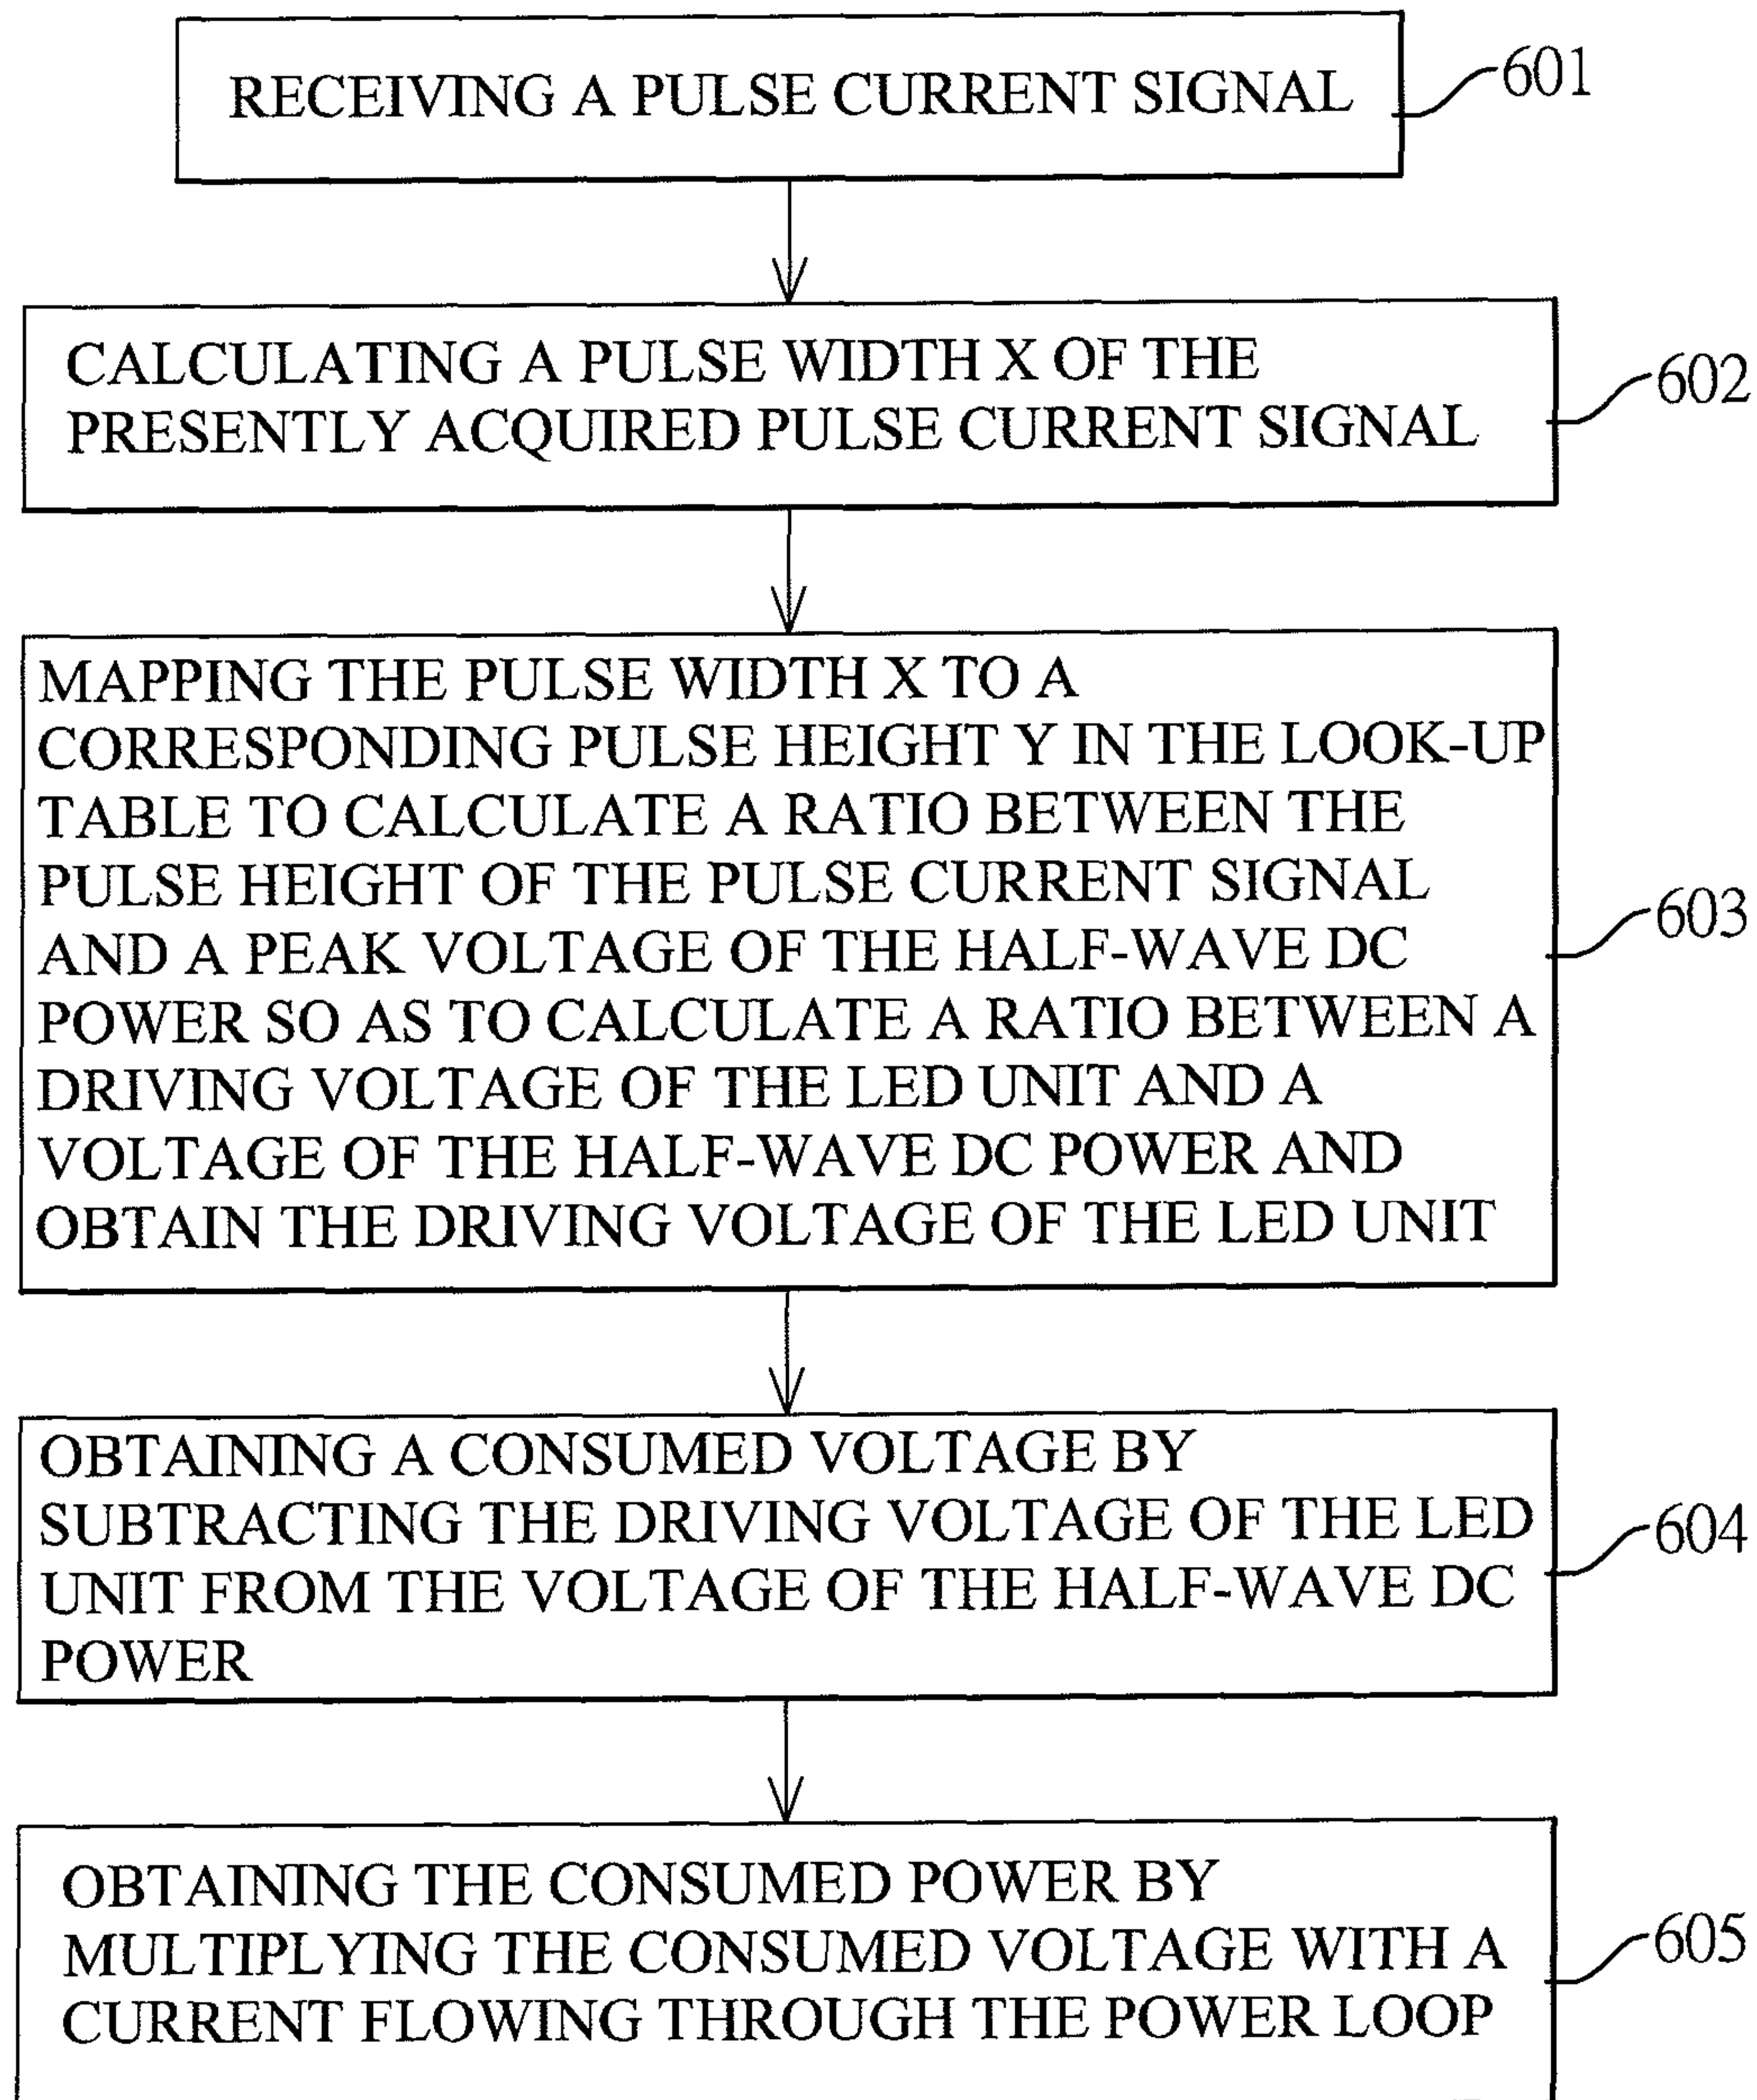 RECEIVING A PULSE CURRENT SIGNAL
601
CALCULATING A PULSE WIDTH X OF THE
PRESENTLY ACQUIRED PULSE CURRENT SIGNAL
602
MAPPING THE PULSE WIDTH X TO A
CORRESPONDING PULSE HEIGHT Y IN THE LOOK-UP
TABLE TO CALCULATE A RATIO BETWEEN THE
PULSE HEIGHT OF THE PULSE CURRENT SIGNAL
AND A PEAK VOLTAGE OF THE HALF-WAVE DC
POWER SO AS TO CALCULATE A RATIO BETWEEN A
DRIVING VOLTAGE OF THE LED UNIT AND A
VOLTAGE OF THE HALF-WAVE DC POWER AND
OBTAIN THE DRIVING VOLTAGE OF THE LED UNIT
603
OBTAINING A CONSUMED VOLTAGE BY
SUBTRACTING THE DRIVING VOLTAGE OF THE LED
UNIT FROM THE VOLTAGE OF THE HALF-WAVE DC
POWER
604
OBTAINING THE CONSUMED POWER BY
MULTIPLYING THE CONSUMED VOLTAGE WITH A
CURRENT FLOWING THROUGH THE POWER LOOP
605